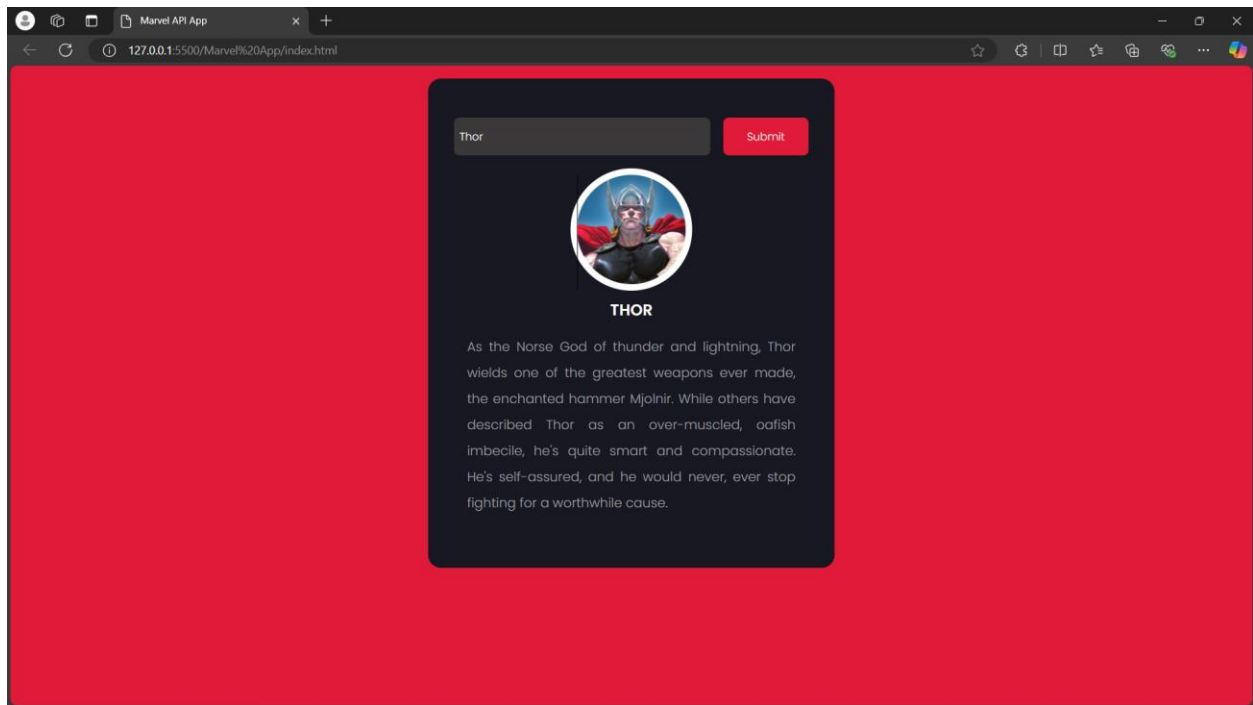 Marvel API App
127.0.0.1:5500/Marvel%20App/index.html
Thor
Submit
THOR
As the Norse God of thunder and lightning, Thor
wields one of the greatest weapons ever made,
the enchanted hammer Mjolnir. While others have
described Thor as an over-muscled, oafish
imbecile, he's quite smart and compassionate.
He's self-assured, and he would never, ever stop
fighting for a worthwhile cause.